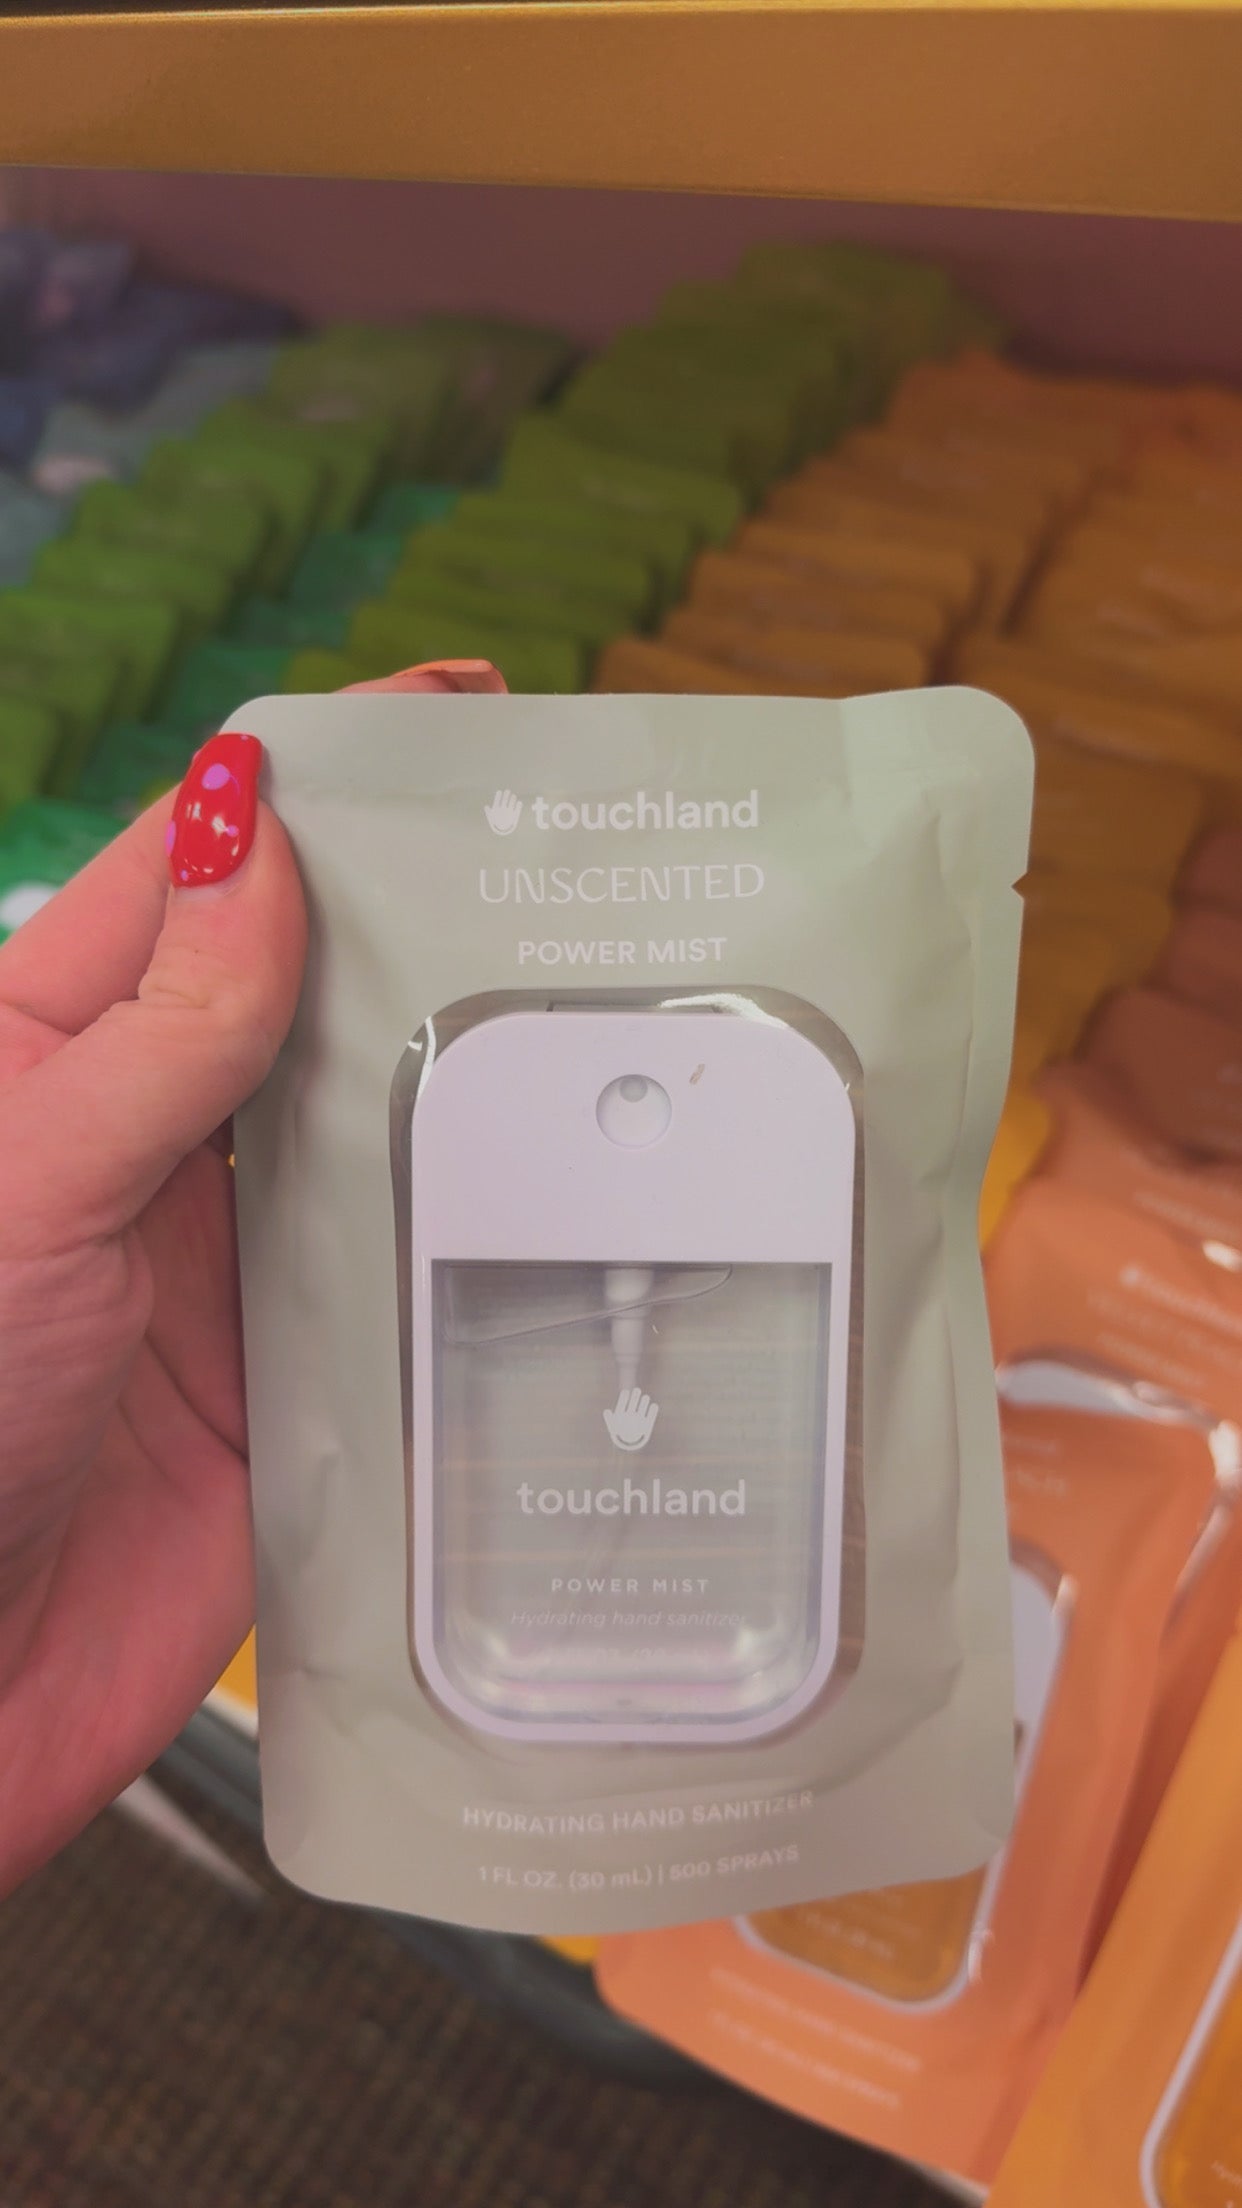 touchland
UNSCENTED
POWER MIST
touchland
POWER MIST
Hydrating hand sanitizer
HYDRATING HAND SANITIZER
1 FL OZ. (30 mL) | 500 SPRAYS